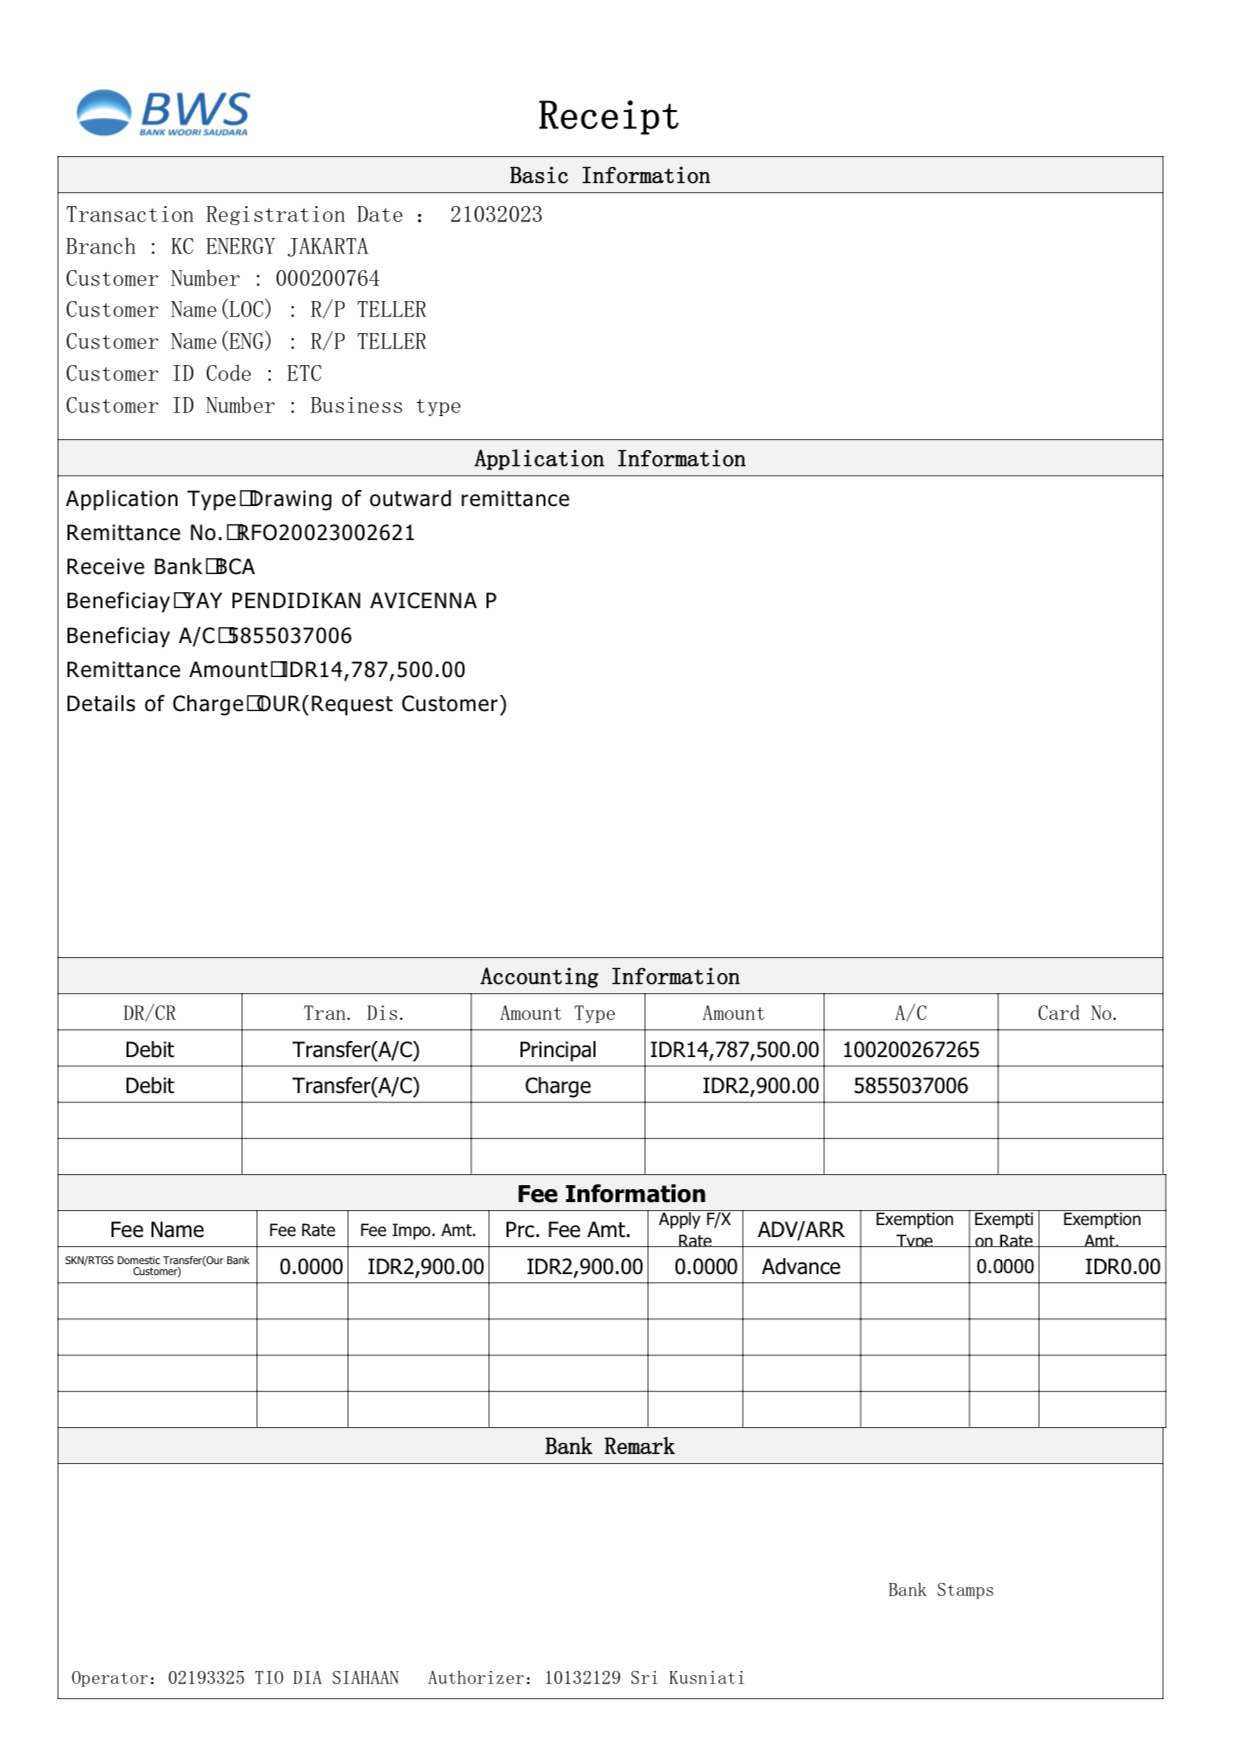 BWS
BANK WOORI SAUDARA
Receipt
Basic Information
Transaction Registration Date : 21032023
Branch : KC ENERGY JAKARTA
Customer Number : 000200764
Customer Name(LOC) : R/P TELLER
Customer Name(ENG) : R/P TELLER
Customer ID Code : ETC
Customer ID Number : Business type
Application Information
Application Type□Drawing of outward remittance
Remittance No.□RFO20023002621
Receive Bank□BCA
Beneficiay□YAY PENDIDIKAN AVICENNA P
Beneficiay A/C□5855037006
Remittance Amount□IDR14,787,500.00
Details of Charge□OUR(Request Customer)
Accounting Information
DR/CR Tran. Dis. Amount Type Amount A/C Card No.
Debit Transfer(A/C) Principal IDR14,787,500.00 100200267265
Debit Transfer(A/C) Charge IDR2,900.00 5855037006
Fee Information
Fee Name Fee Rate Fee Impo. Amt. Prc. Fee Amt. Apply F/X Rate ADV/ARR Exemption Type Exempti on Rate Exemption Amt.
SKN/RTGS Domestic Transfer(Our Bank Customer) 0.0000 IDR2,900.00 IDR2,900.00 0.0000 Advance 0.0000 IDR0.00
Bank Remark
Bank Stamps
Operator: 02193325 TIO DIA SIAHAAN Authorizer: 10132129 Sri Kusniati